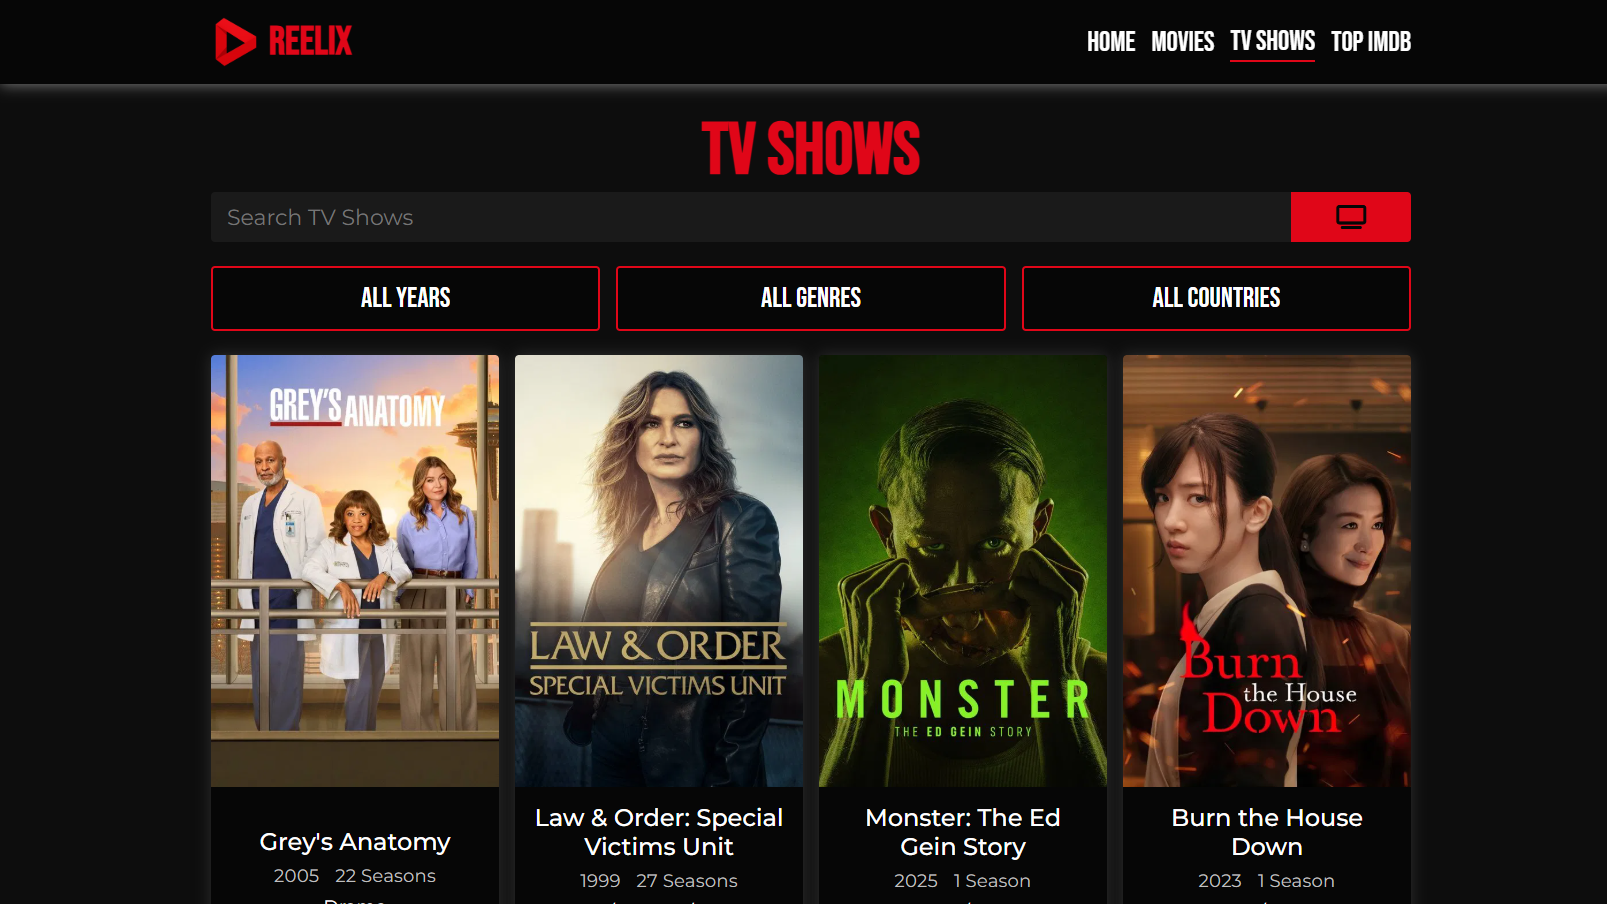 REELIX
HOME MOVIES TV SHOWS TOP IMDB
TV SHOWS
Search TV Shows
ALL YEARS ALL GENRES ALL COUNTRIES
GREY'S ANATOMY
LAW & ORDER
SPECIAL VICTIMS UNIT
MONSTER
THE ED GEIN STORY
Burn
the House
Down
Grey's Anatomy
2005 22 Seasons
Law & Order: Special
Victims Unit
1999 27 Seasons
Monster: The Ed
Gein Story
2025 1 Season
Burn the House
Down
2023 1 Season